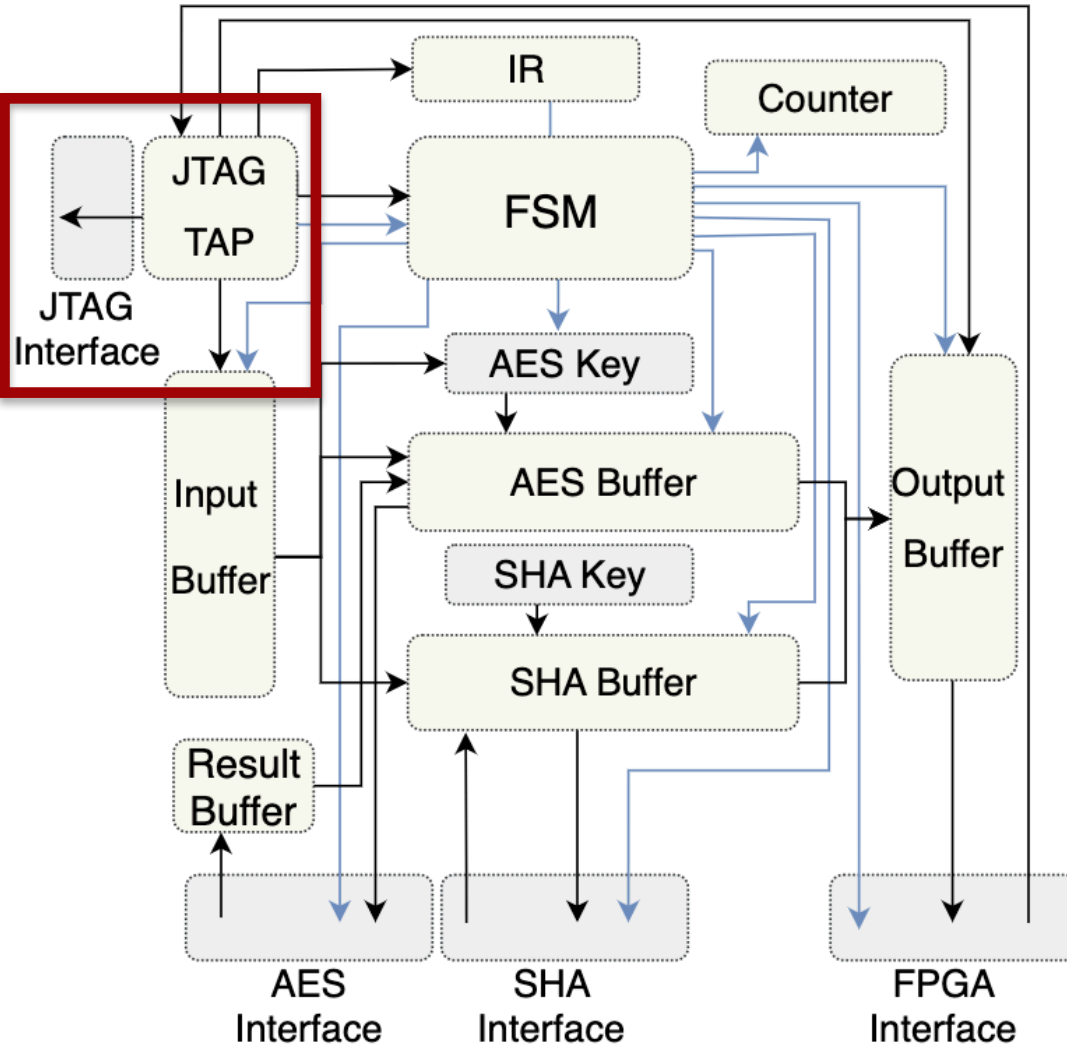 IR
Counter
JTAG
TAP
FSM
JTAG
Interface
AES Key
AES Buffer
Input
Buffer
Output
Buffer
SHA Key
SHA Buffer
Result
Buffer
AES
Interface
SHA
Interface
FPGA
Interface